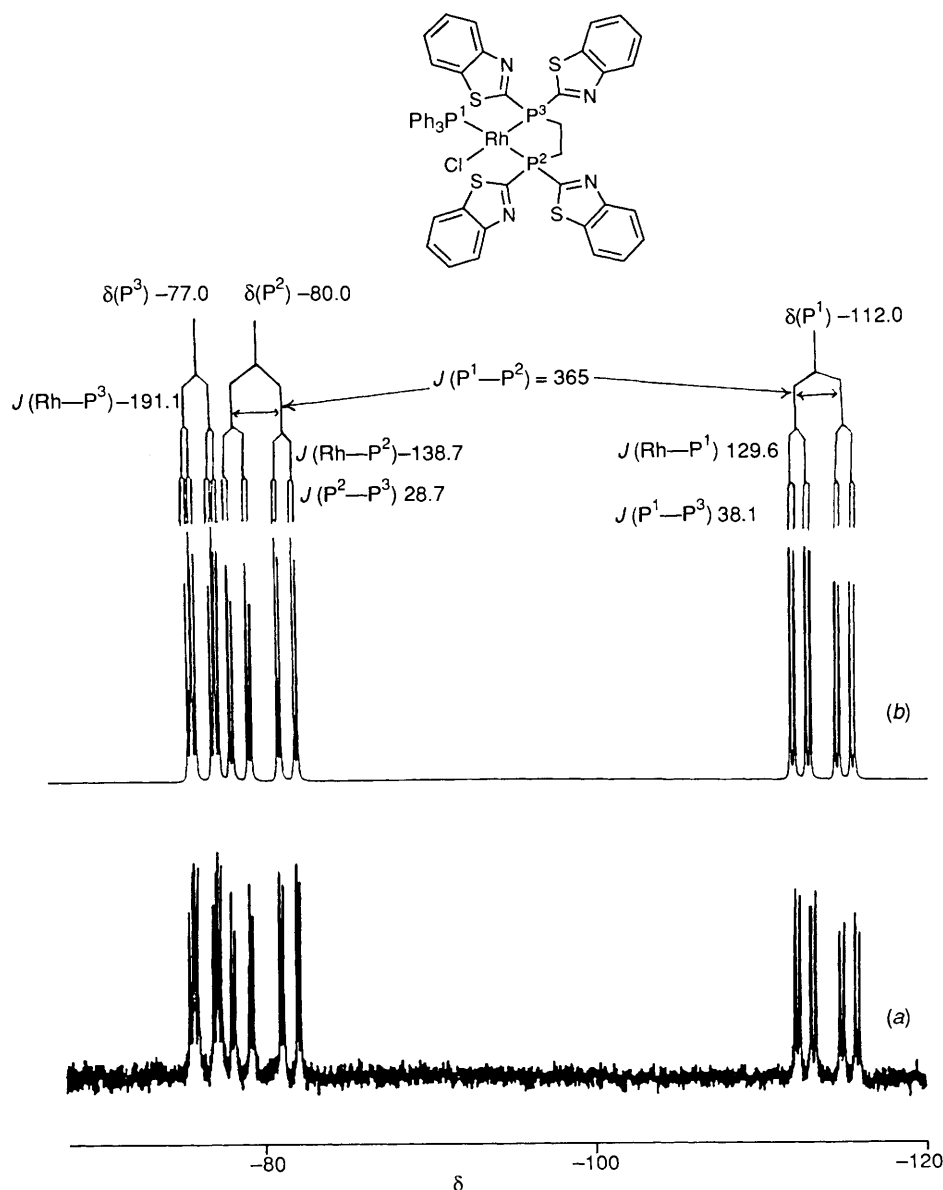 N
S
S
N
Ph3P1
P3
Rh
Cl
P2
S
N
N
S
δ(P3) –77.0
δ(P2) –80.0
δ(P1) –112.0
J(P1—P2) = 365
J(Rh—P3)–191.1
J(Rh—P2)–138.7
J(Rh—P1) 129.6
J(P2—P3) 28.7
J(P1—P3) 38.1
(b)
(a)
–80
–100
–120
δ